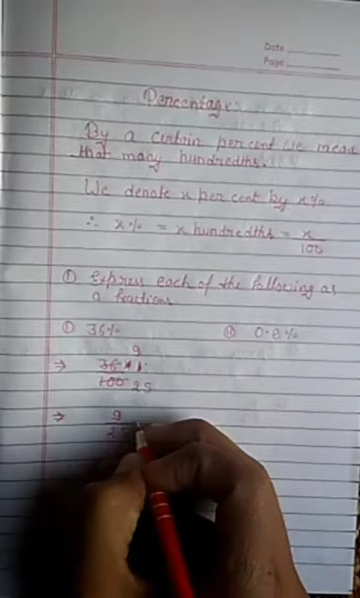 Date
Page
Percentage
By a certain per cent we mean
that many hundredths.
We denote x per cent by x%
∴ x% = x hundredths = x/100
① Express each of the following as
a fractions
① 36% ⑪ 0.8%
9
⇒ 36
100 25
⇒ 9